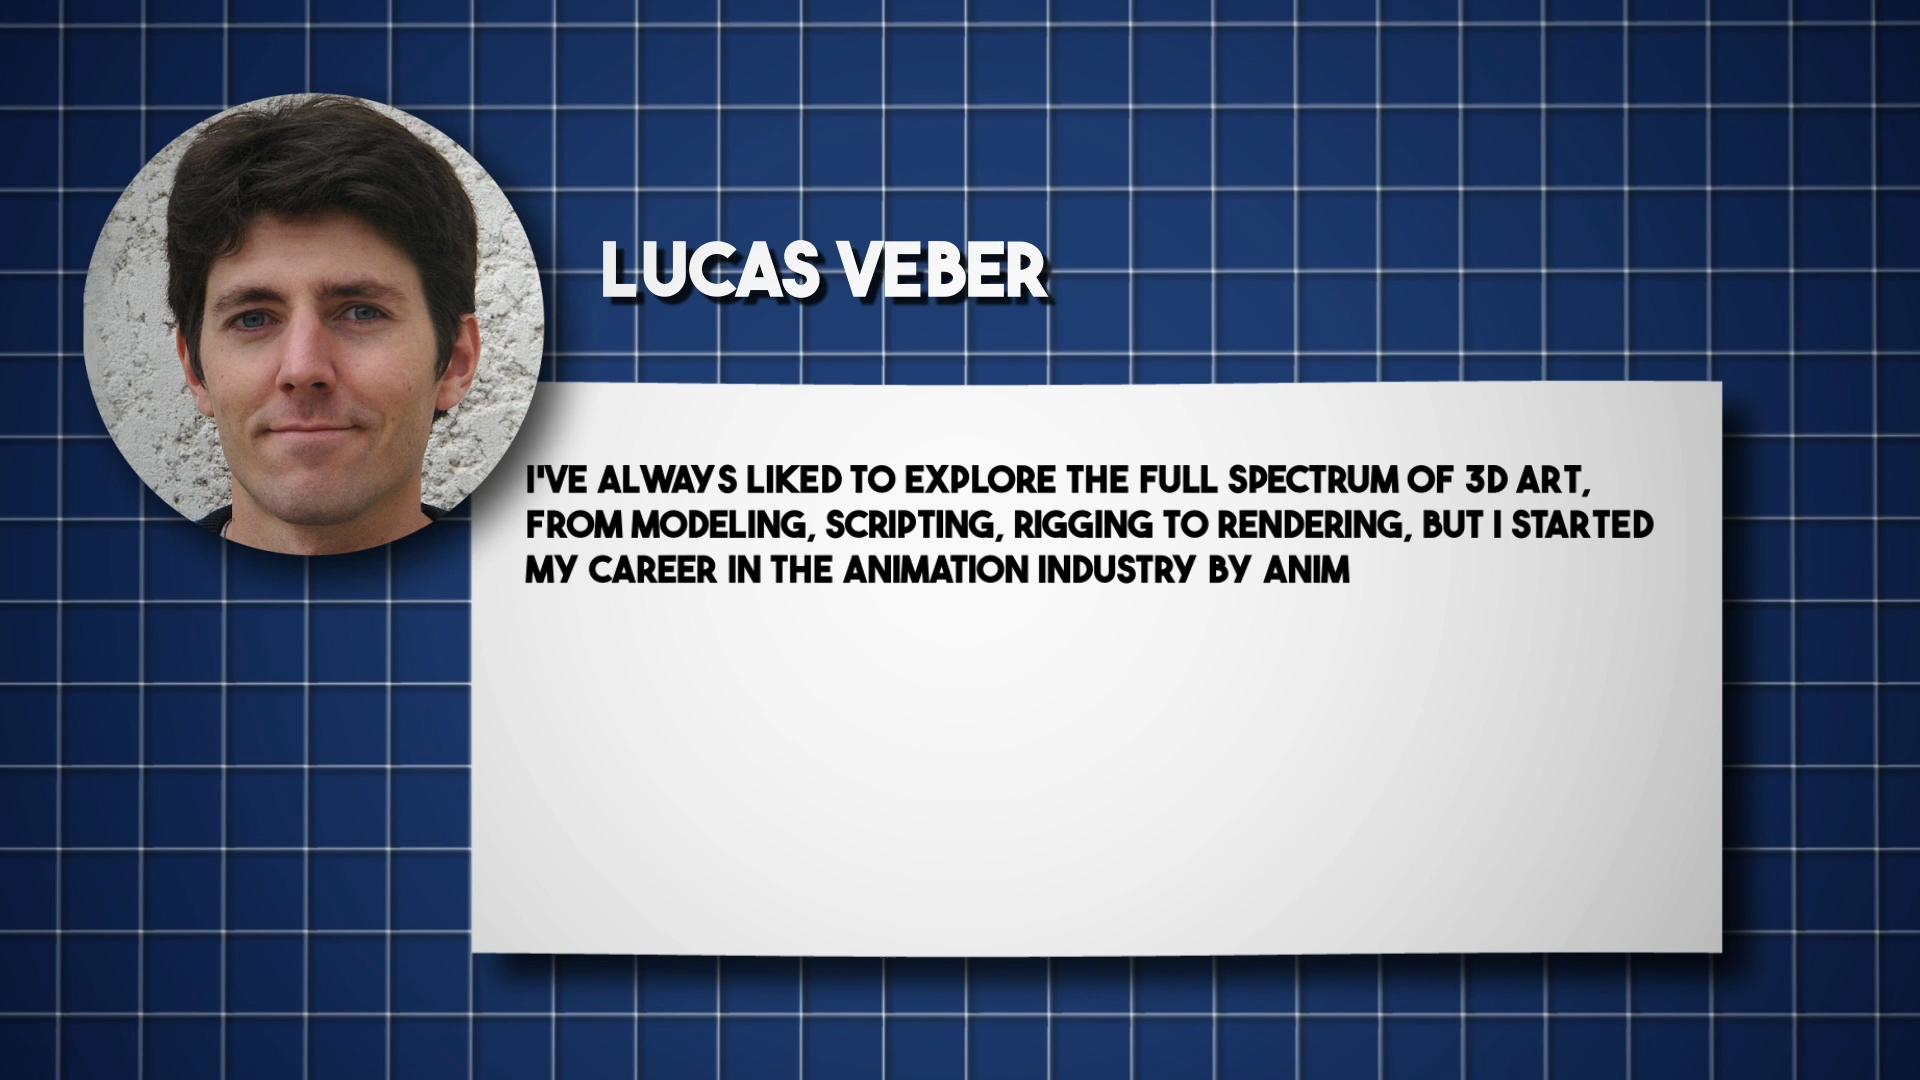 LUCAS VEBER
I'VE ALWAYS LIKED TO EXPLORE THE FULL SPECTRUM OF 3D ART,
FROM MODELING, SCRIPTING, RIGGING TO RENDERING, BUT I STARTED
MY CAREER IN THE ANIMATION INDUSTRY BY ANIM